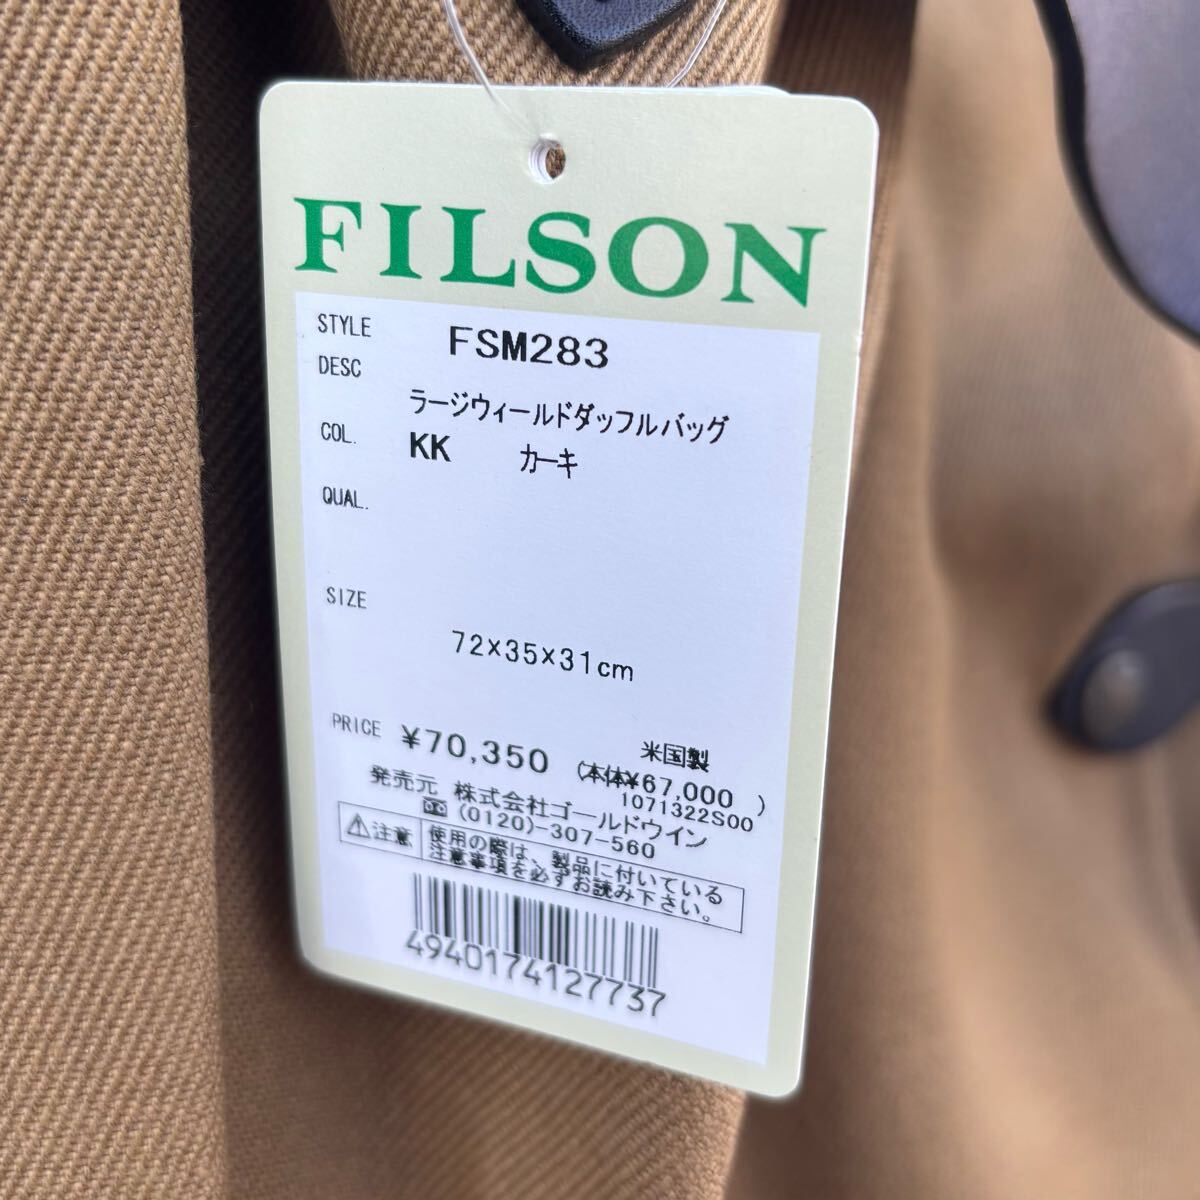 FILSON
STYLE FSM283
DESC
ラージウィールドダッフルバッグ
COL. KK カーキ
QUAL.
SIZE
72×35×31cm
PRICE ¥70,350 米国製
(本体¥67,000)
1071322S00
発売元 株式会社ゴールドウイン
(0120)-307-560
⚠注意 使用の際は、製品に付いている
注意事項を必ずお読み下さい。
4940174127737